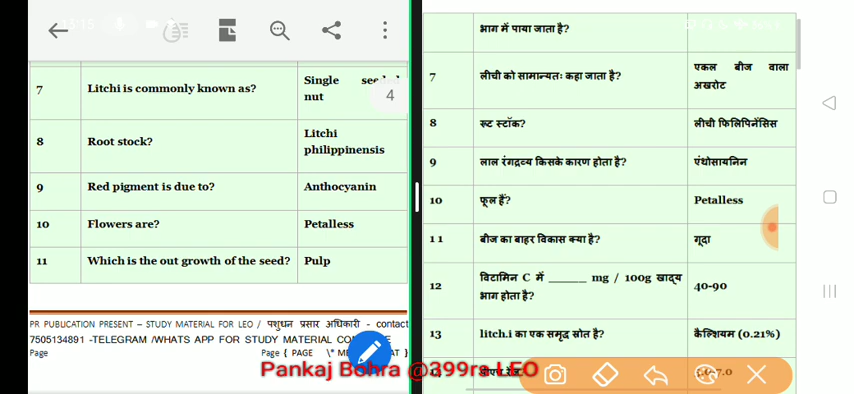 15
7 Litchi is commonly known as? Single seeded
nut
4
8 Root stock? Litchi
philippinensis
9 Red pigment is due to? Anthocyanin
10 Flowers are? Petalless
11 Which is the out growth of the seed? Pulp
PR PUBLICATION PRESENT – STUDY MATERIAL FOR LEO / पशुधन प्रसार अधिकारी - contact
7505134891 -TELEGRAM /WHATS APP FOR STUDY MATERIAL
Page Page { PAGE \* }
भाग में पाया जाता है?
7 लीची को सामान्यतः कहा जाता है? एकल बीज वाला
अखरोट
8 रूट स्टॉक? लीची फिलिपिनेंसिस
9 लाल रंगद्रव्य किसके कारण होता है? एंथोसायनिन
10 फूल हैं? Petalless
11 बीज का बाहर विकास क्या है? गूदा
12 विटामिन C में ______ mg / 100g खाद्य 40-90
भाग होता है?
13 litch.i का एक समृद्ध स्रोत है? कैल्शियम (0.21%)
पीएच रेंज
Pankaj Bohra @399rs LEO